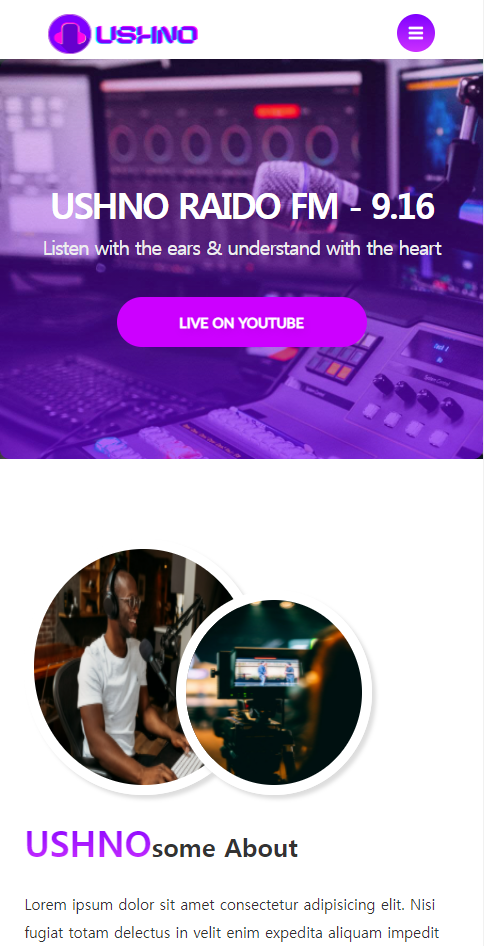 USHNO
USHNO RAIDO FM - 9.16
Listen with the ears & understand with the heart
LIVE ON YOUTUBE
USHNOsome About
Lorem ipsum dolor sit amet consectetur adipisicing elit. Nisi
fugiat totam delectus in velit enim expedita aliquam impedit